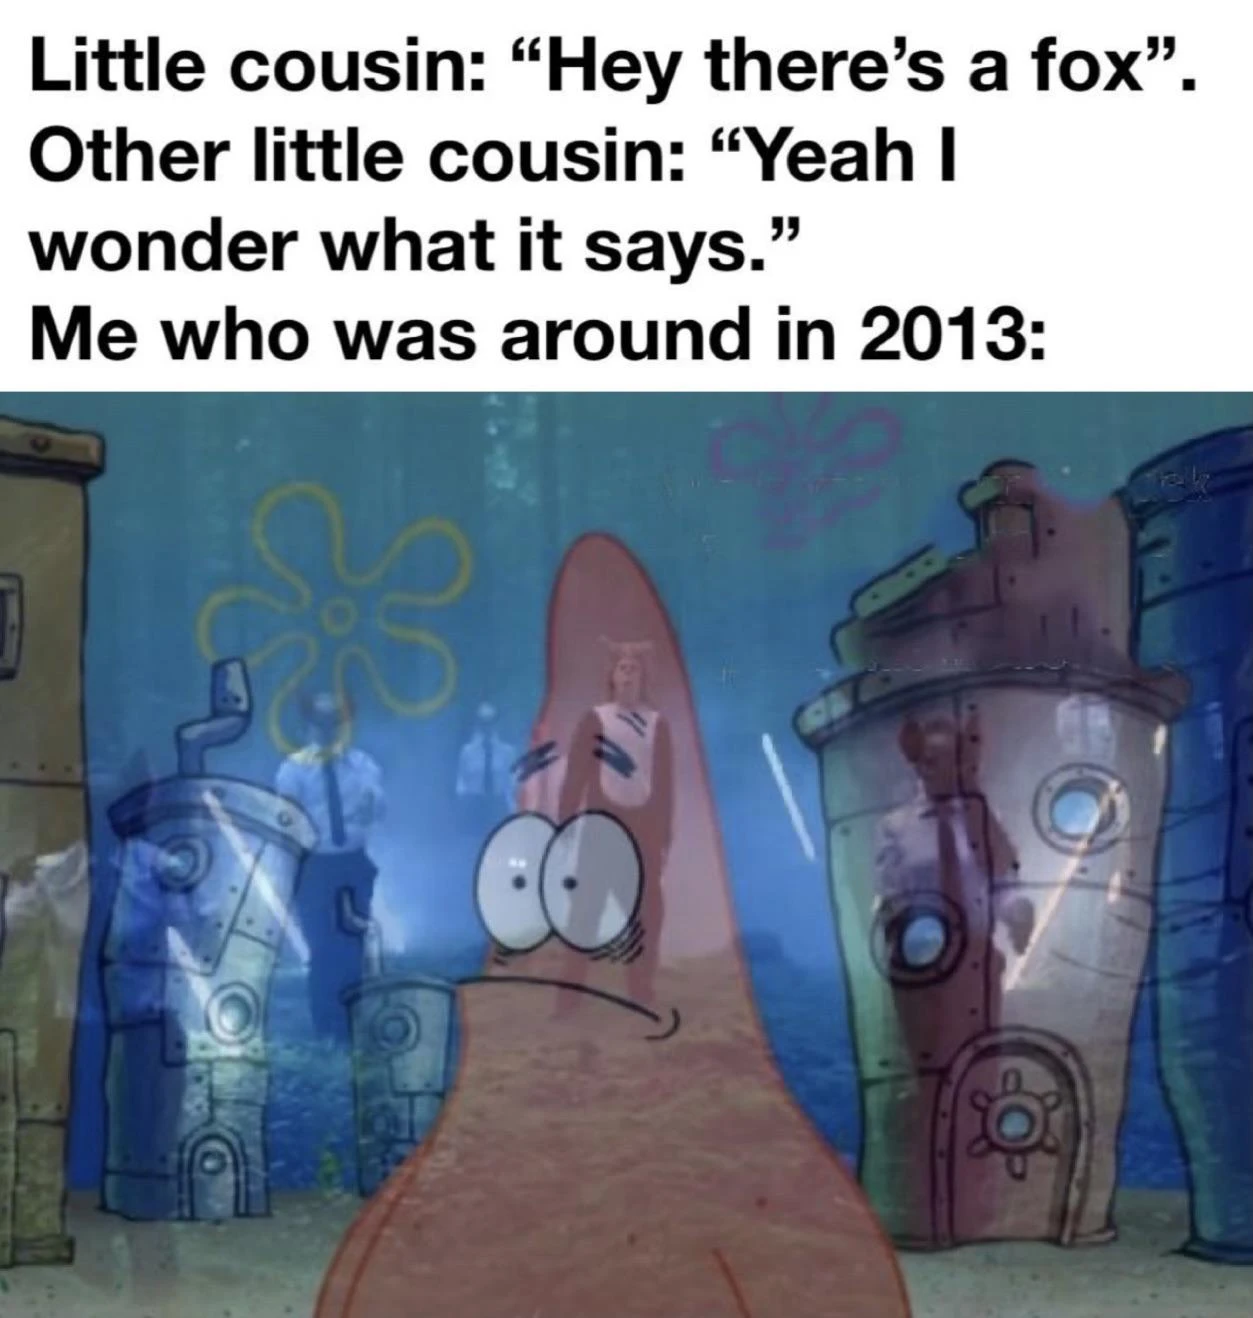 Little cousin: “Hey there’s a fox”.
Other little cousin: “Yeah I
wonder what it says.”
Me who was around in 2013: